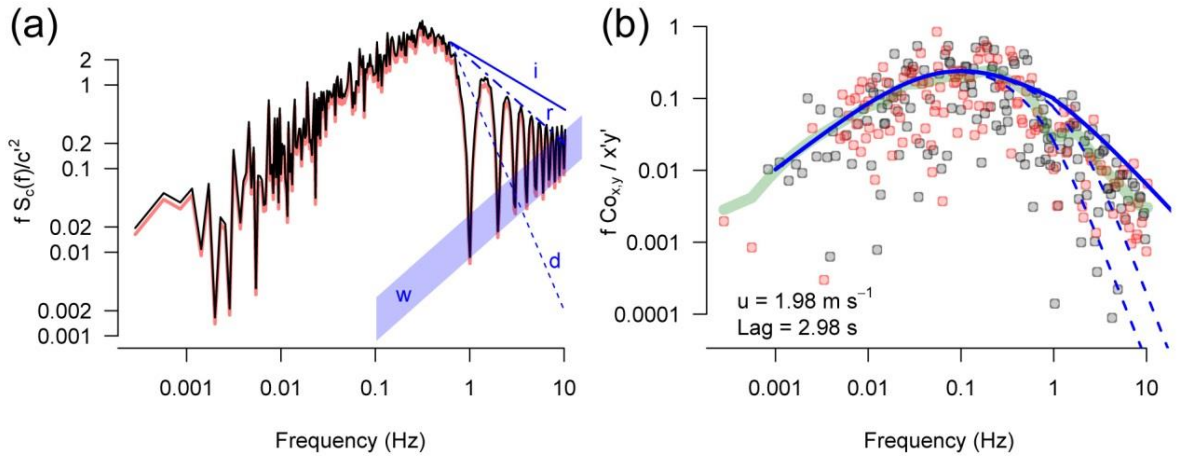 (a)
f S_c(f)/c'²
2
1
0.2
0.1
0.02
0.01
0.002
0.001
i
r
d
w
0.001 0.01 0.1 1 10
Frequency (Hz)
(b)
f Co_x,y / x'y'
1
0.1
0.01
0.001
0.0001
u = 1.98 m s⁻¹
Lag = 2.98 s
0.001 0.01 0.1 1 10
Frequency (Hz)